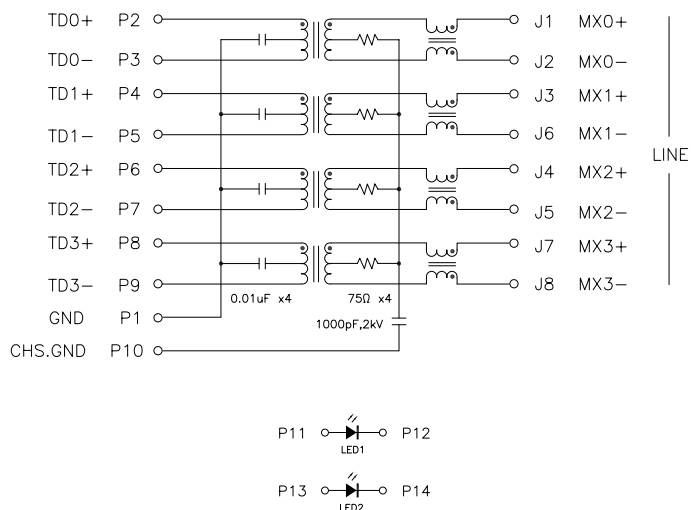 TD0+ P2 J1 MX0+
TD0- P3 J2 MX0-
TD1+ P4 J3 MX1+
TD1- P5 J6 MX1-
LINE
TD2+ P6 J4 MX2+
TD2- P7 J5 MX2-
TD3+ P8 J7 MX3+
TD3- P9 J8 MX3-
0.01uF x4 75Ω x4
GND P1
1000pF,2kV
CHS.GND P10
P11 P12
LED1
P13 P14
LED2